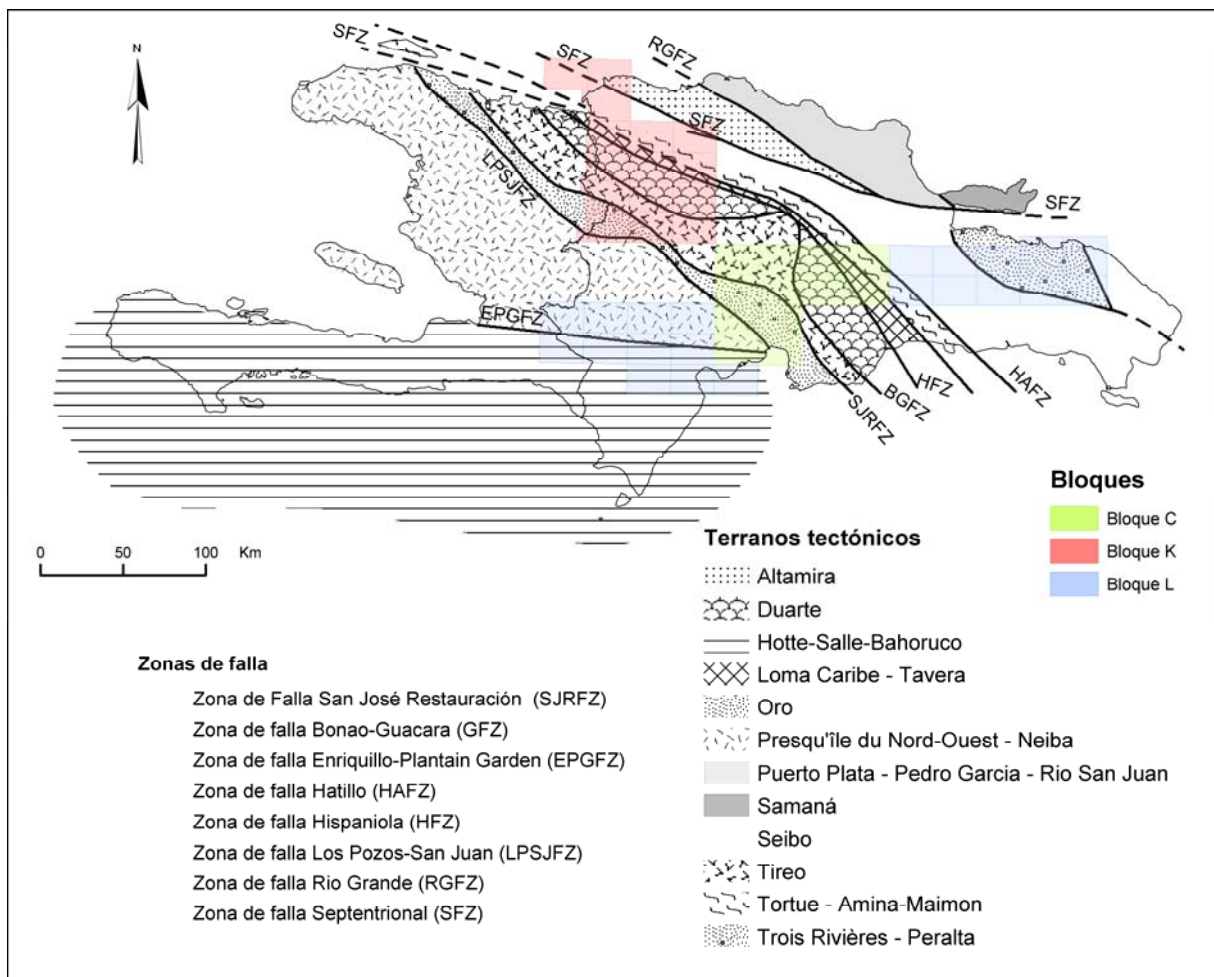 N
SFZ
SFZ
RGFZ
SFZ
SFZ
LPSJFZ
EPGFZ
HAFZ
HFZ
BGFZ
SJRFZ
0 50 100 Km
Bloques
Bloque C
Bloque K
Bloque L
Terranos tectónicos
Altamira
Duarte
Hotte-Salle-Bahoruco
Loma Caribe - Tavera
Oro
Presqu'île du Nord-Ouest - Neiba
Puerto Plata - Pedro Garcia - Rio San Juan
Samaná
Seibo
Tireo
Tortue - Amina-Maimon
Trois Rivières - Peralta
Zonas de falla
Zona de Falla San José Restauración (SJRFZ)
Zona de falla Bonao-Guacara (GFZ)
Zona de falla Enriquillo-Plantain Garden (EPGFZ)
Zona de falla Hatillo (HAFZ)
Zona de falla Hispaniola (HFZ)
Zona de falla Los Pozos-San Juan (LPSJFZ)
Zona de falla Rio Grande (RGFZ)
Zona de falla Septentrional (SFZ)